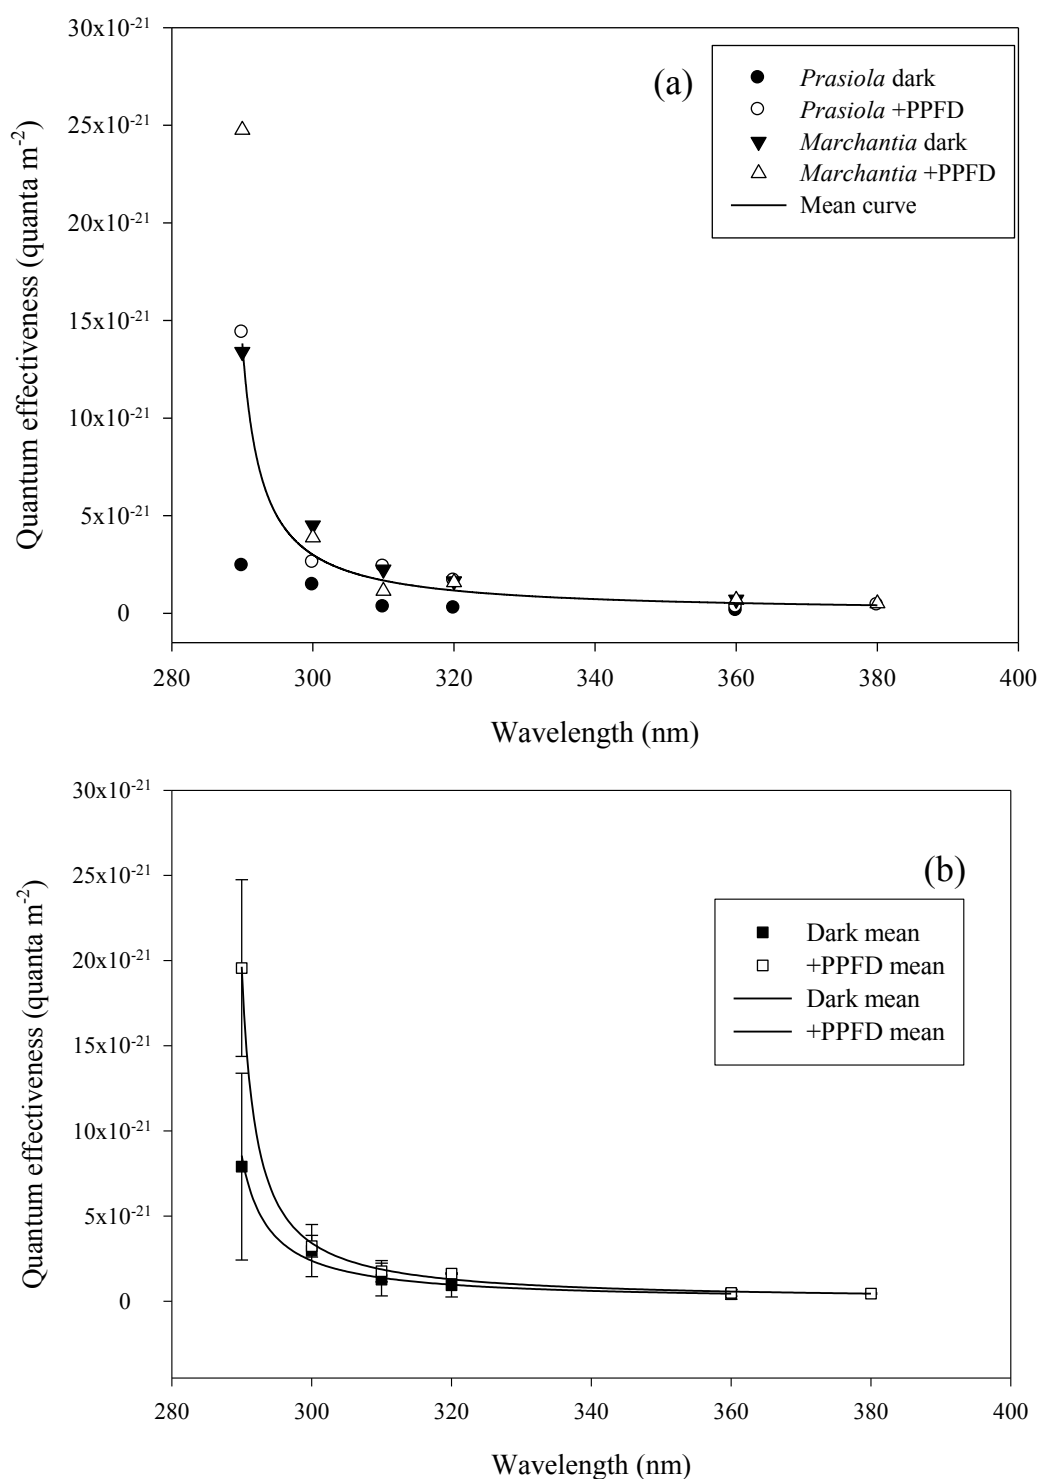 30x10⁻²¹
25x10⁻²¹
20x10⁻²¹
15x10⁻²¹
10x10⁻²¹
5x10⁻²¹
0
Quantum effectiveness (quanta m⁻²)
(a)
Prasiola dark
Prasiola +PPFD
Marchantia dark
Marchantia +PPFD
Mean curve
280 300 320 340 360 380 400
Wavelength (nm)
30x10⁻²¹
25x10⁻²¹
20x10⁻²¹
15x10⁻²¹
10x10⁻²¹
5x10⁻²¹
0
Quantum effectiveness (quanta m⁻²)
(b)
Dark mean
+PPFD mean
Dark mean
+PPFD mean
280 300 320 340 360 380 400
Wavelength (nm)